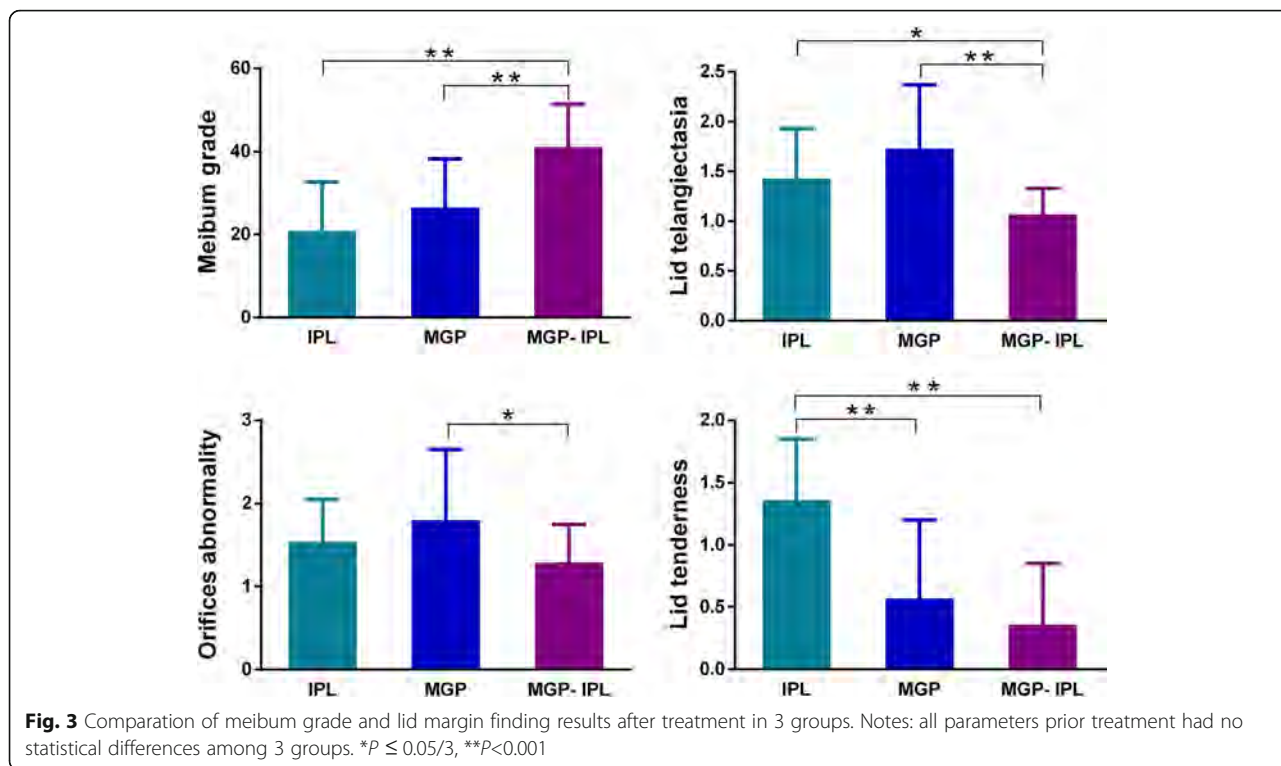 **
**
Meibum grade
60
40
20
0
IPL
MGP
MGP- IPL
*
**
Lid telangiectasia
2.5
2.0
1.5
1.0
0.5
0.0
IPL
MGP
MGP- IPL
*
Orifices abnormality
3
2
1
0
IPL
MGP
MGP- IPL
**
**
Lid tenderness
2.0
1.5
1.0
0.5
0.0
IPL
MGP
MGP- IPL
Fig. 3 Comparation of meibum grade and lid margin finding results after treatment in 3 groups. Notes: all parameters prior treatment had no
statistical differences among 3 groups. *P ≤ 0.05/3, **P<0.001